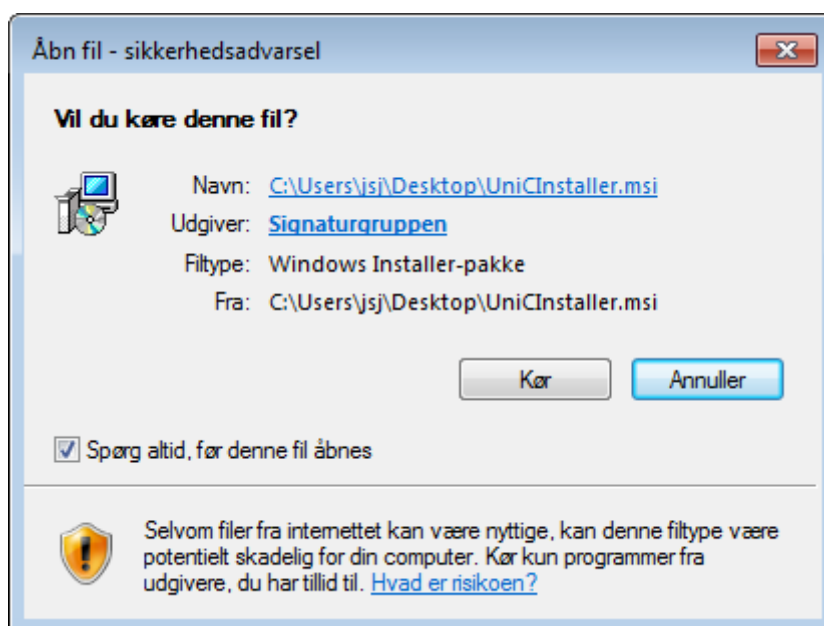 Åbn fil - sikkerhedsadvarsel
Vil du køre denne fil?
Navn: C:\Users\jsj\Desktop\UniCInstaller.msi
Udgiver: Signaturgruppen
Filtype: Windows Installer-pakke
Fra: C:\Users\jsj\Desktop\UniCInstaller.msi
Kør Annuller
Spørg altid, før denne fil åbnes
Selvom filer fra internettet kan være nyttige, kan denne filtype være
potentielt skadelig for din computer. Kør kun programmer fra
udgivere, du har tillid til. Hvad er risikoen?